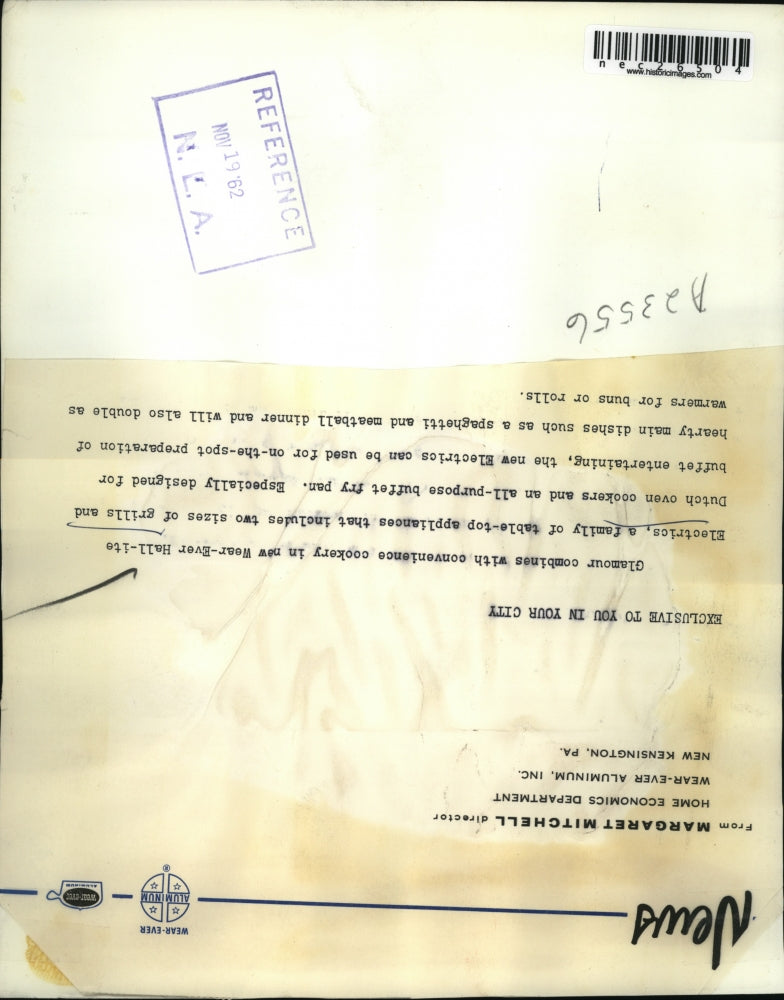 nec26504
www.historicimages.com
REFERENCE
NOV 19 '62
N. E. A.
A23556
News
WEAR-EVER
ALUMINUM
®
Wear-Ever
ALUMINUM
From MARGARET MITCHELL director
HOME ECONOMICS DEPARTMENT
WEAR-EVER ALUMINUM, INC.
NEW KENSINGTON, PA.
EXCLUSIVE TO YOU IN YOUR CITY
Glamour combines with convenience cookery in new Wear-Ever Hall-ite
Electrics, a family of table-top appliances that includes two sizes of grills and
Dutch oven cookers and an all-purpose buffet fry pan. Especially designed for
buffet entertaining, the new Electrics can be used for on-the-spot preparation of
hearty main dishes such as a spaghetti and meatball dinner and will also double as
warmers for buns or rolls.